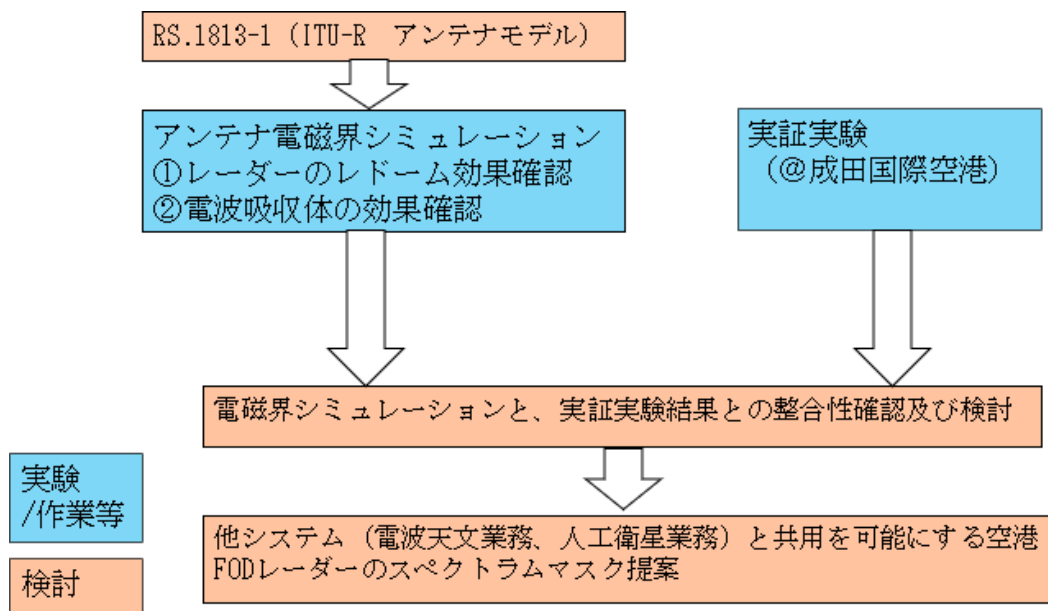 RS.1813-1（ITU-R　アンテナモデル）
アンテナ電磁界シミュレーション
①レーダーのレドーム効果確認
②電波吸収体の効果確認
実証実験
（@成田国際空港）
電磁界シミュレーションと、実証実験結果との整合性確認及び検討
実験
/作業等
検討
他システム（電波天文業務、人工衛星業務）と共用を可能にする空港
FODレーダーのスペクトラムマスク提案